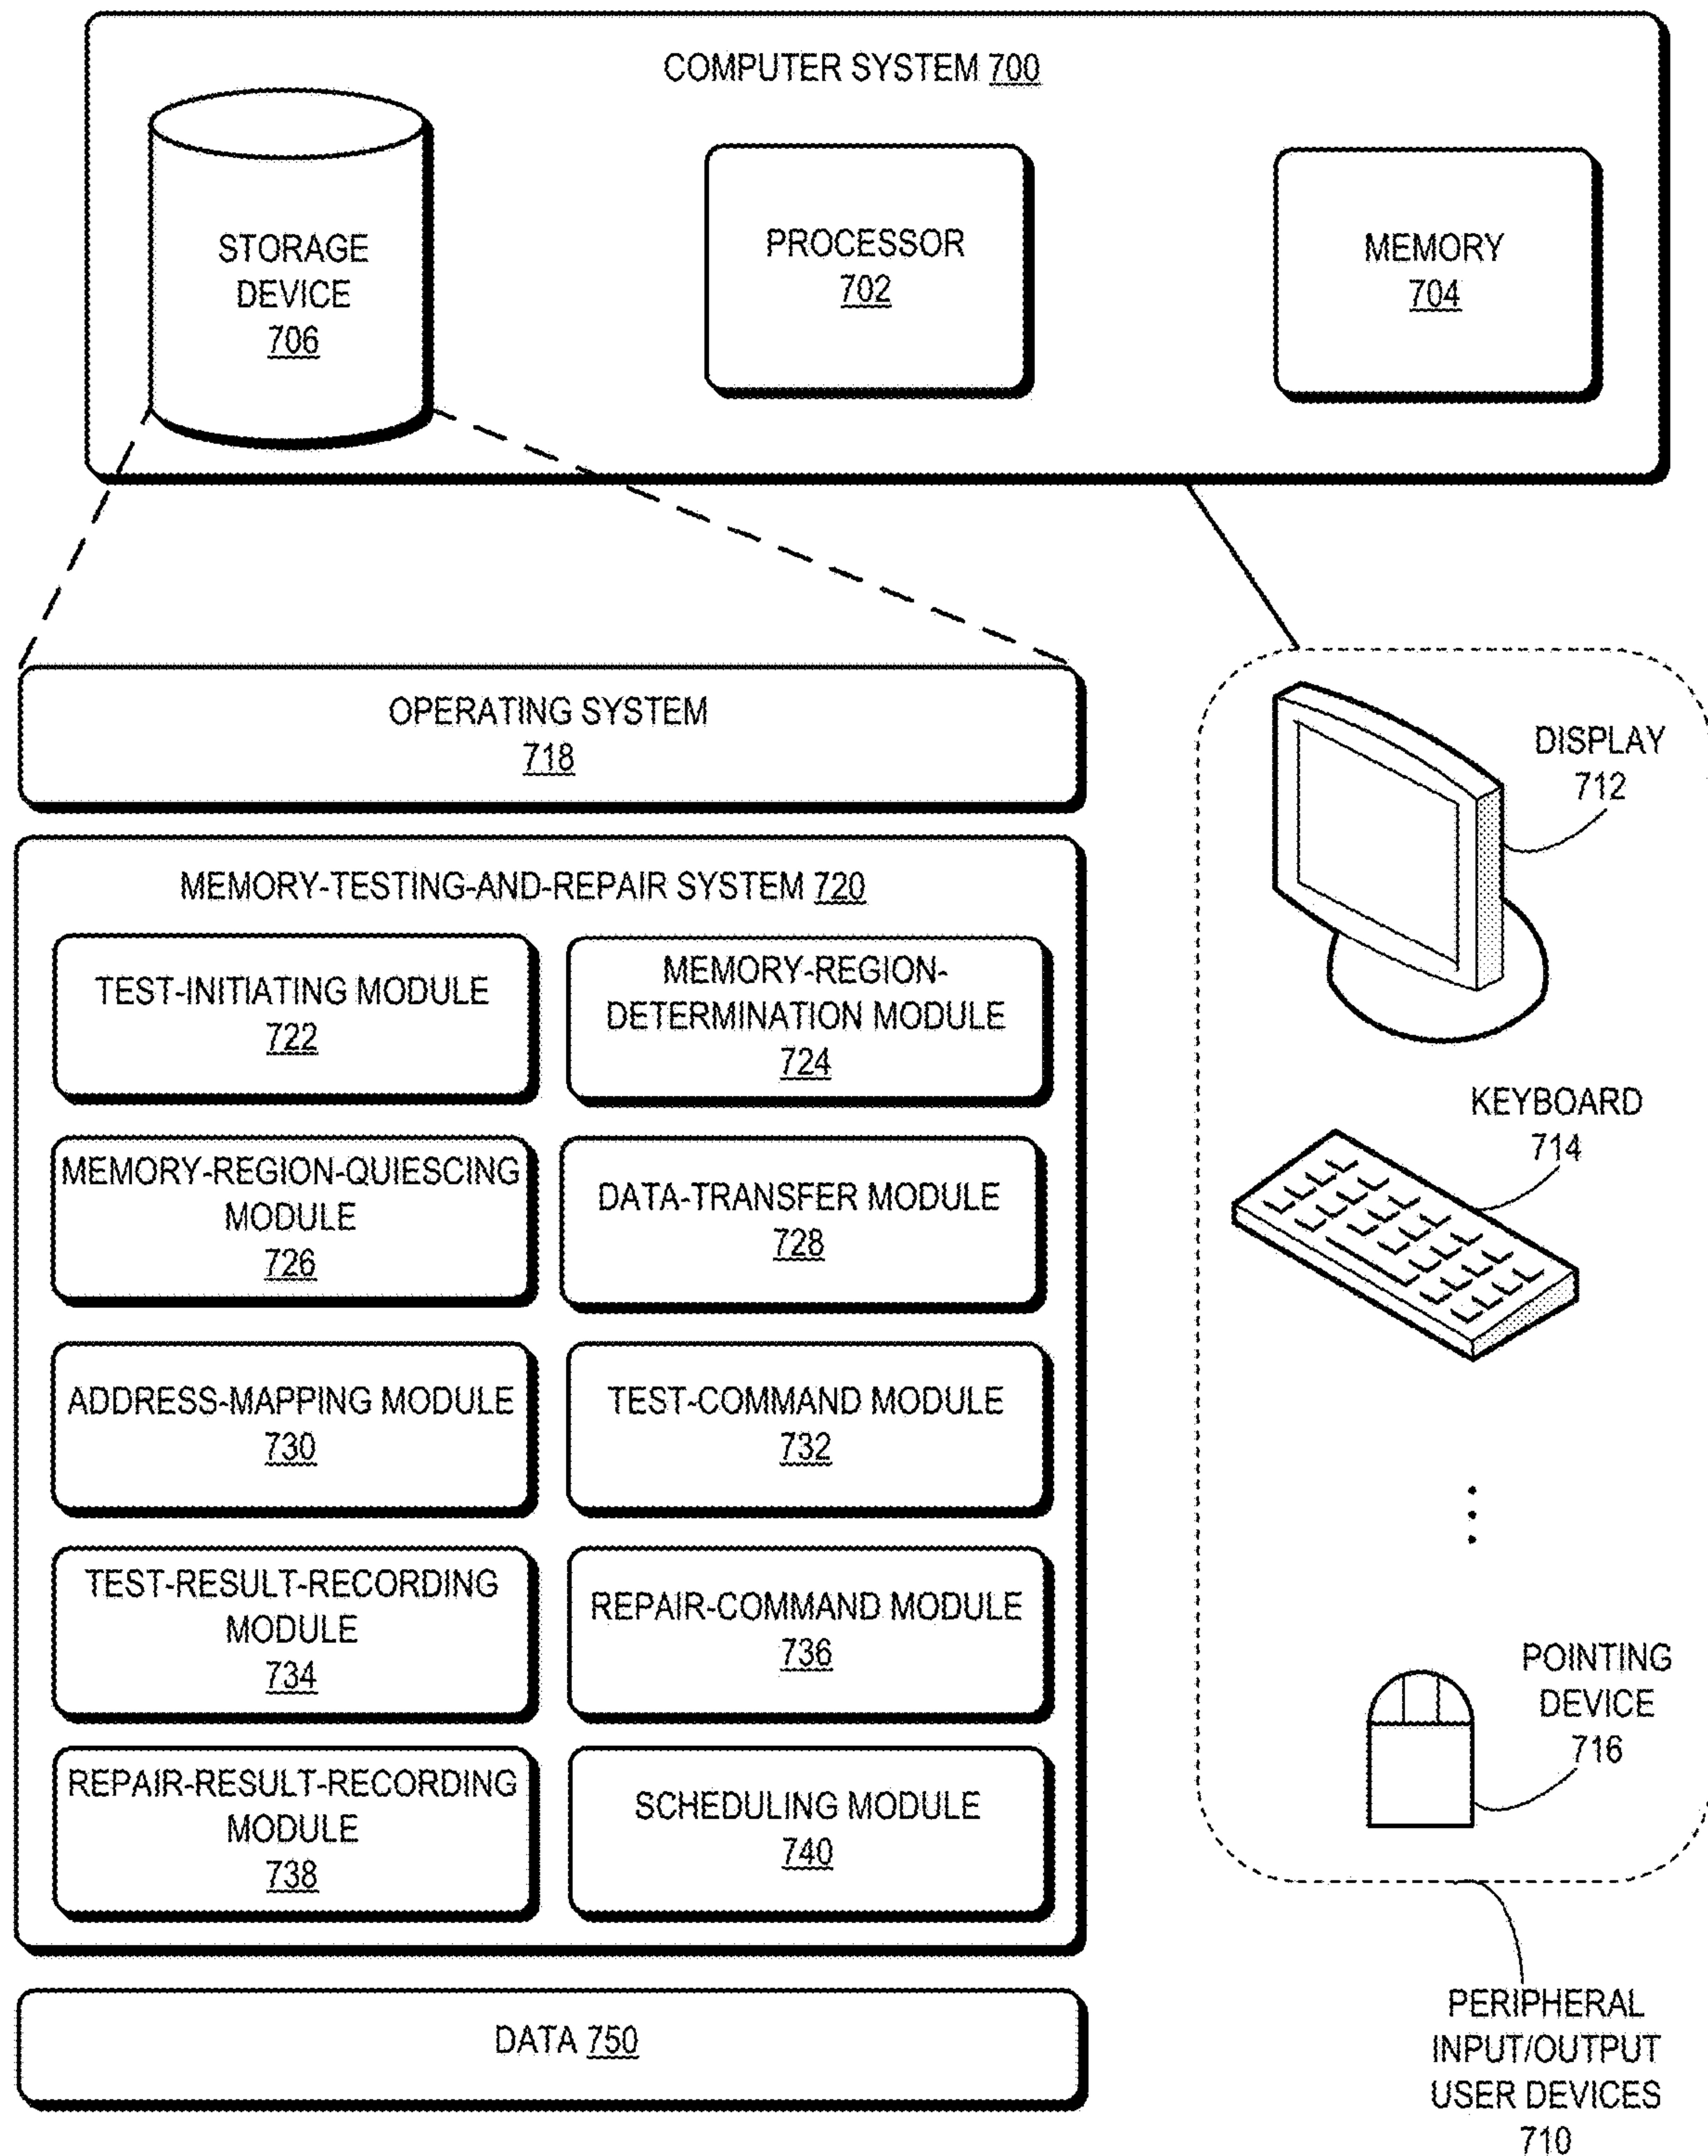 COMPUTER SYSTEM 700
STORAGE
DEVICE
706
PROCESSOR
702
MEMORY
704
OPERATING SYSTEM
718
MEMORY-TESTING-AND-REPAIR SYSTEM 720
TEST-INITIATING MODULE
722
MEMORY-REGION-
DETERMINATION MODULE
724
MEMORY-REGION-QUIESCING
MODULE
726
DATA-TRANSFER MODULE
728
ADDRESS-MAPPING MODULE
730
TEST-COMMAND MODULE
732
TEST-RESULT-RECORDING
MODULE
734
REPAIR-COMMAND MODULE
736
REPAIR-RESULT-RECORDING
MODULE
738
SCHEDULING MODULE
740
DATA 750
DISPLAY
712
KEYBOARD
714
POINTING
DEVICE
716
PERIPHERAL
INPUT/OUTPUT
USER DEVICES
710